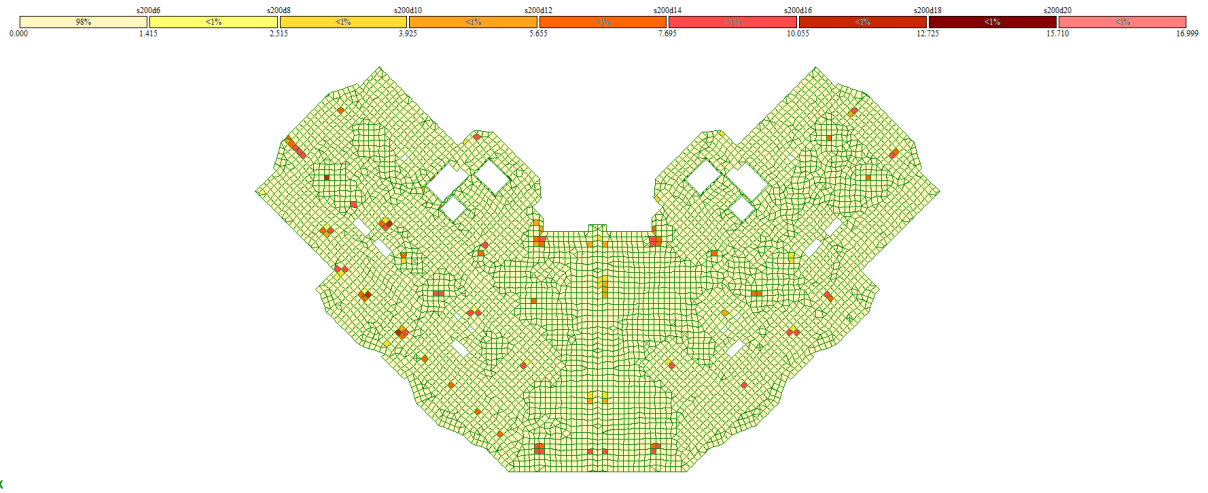 s200d6 s200d8 s200d10 s200d12 s200d14 s200d16 s200d18 s200d20
98% <1% <1% <1% <1% <1% <1% <1% <1%
0.000 1.415 2.515 3.925 5.655 7.695 10.055 12.725 15.710 16.999
X